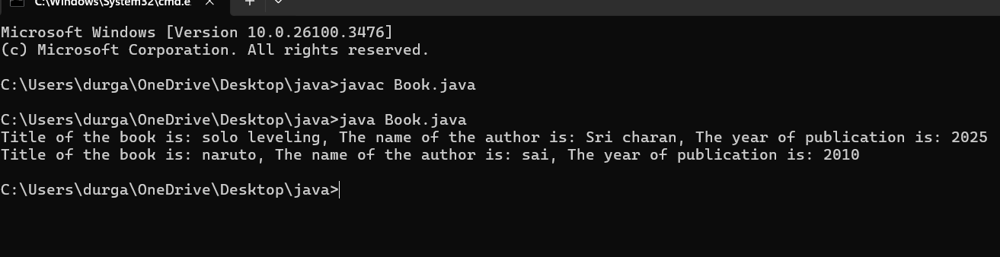 C:\Windows\System32\cmd.e
Microsoft Windows [Version 10.0.26100.3476]
(c) Microsoft Corporation. All rights reserved.
C:\Users\durga\OneDrive\Desktop\java>javac Book.java
C:\Users\durga\OneDrive\Desktop\java>java Book.java
Title of the book is: solo leveling, The name of the author is: Sri charan, The year of publication is: 2025
Title of the book is: naruto, The name of the author is: sai, The year of publication is: 2010
C:\Users\durga\OneDrive\Desktop\java>